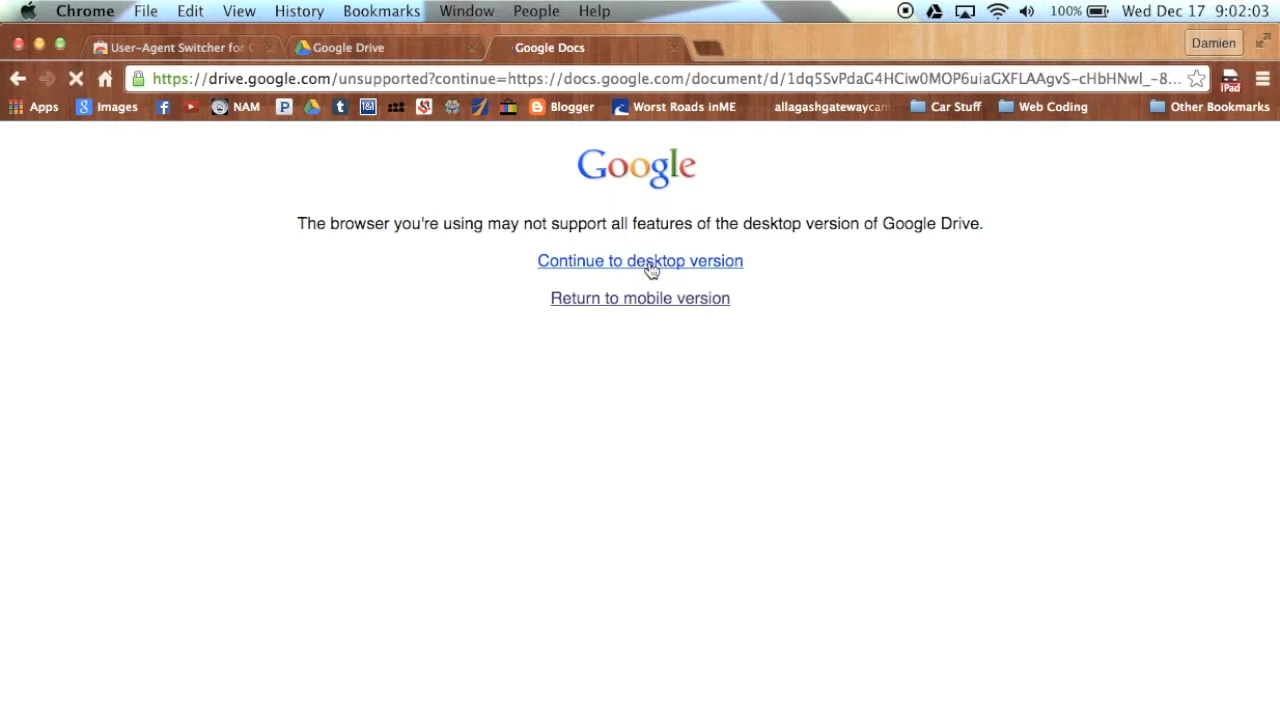 Chrome File Edit View History Bookmarks Window People Help 100% Wed Dec 17 9:02:03
User-Agent Switcher for Google Drive Google Docs Damien
https://drive.google.com/unsupported?continue=https://docs.google.com/document/d/1dq5SvPdaG4HCiw0MOP6uiaGXFLAAgvS-cHbHNwl_-8... iPad
Apps Images NAM Blogger Worst Roads inME allagashgatewaycam Car Stuff Web Coding Other Bookmarks
Google
The browser you're using may not support all features of the desktop version of Google Drive.
Continue to desktop version
Return to mobile version